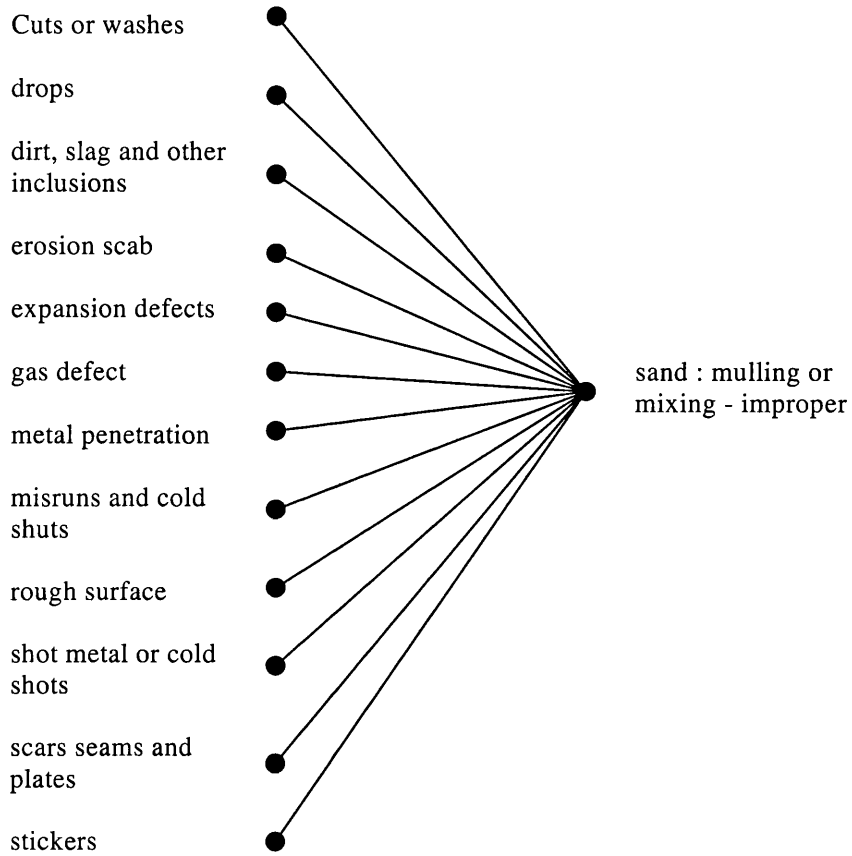 Cuts or washes
drops
dirt, slag and other
inclusions
erosion scab
expansion defects
gas defect
metal penetration
misruns and cold
shuts
rough surface
shot metal or cold
shots
scars seams and
plates
stickers
sand : mulling or
mixing - improper